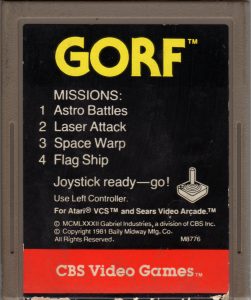 GORF™
MISSIONS:
1 Astro Battles
2 Laser Attack
3 Space Warp
4 Flag Ship
Joystick ready—go!
Use Left Controller.
For Atari® VCS™ and Sears Video Arcade.™
© MCMLXXXII Gabriel Industries, a division of CBS Inc.
© Copyright 1981 Bally Midway Mfg. Co.
All Rights Reserved. M8776
CBS Video Games™